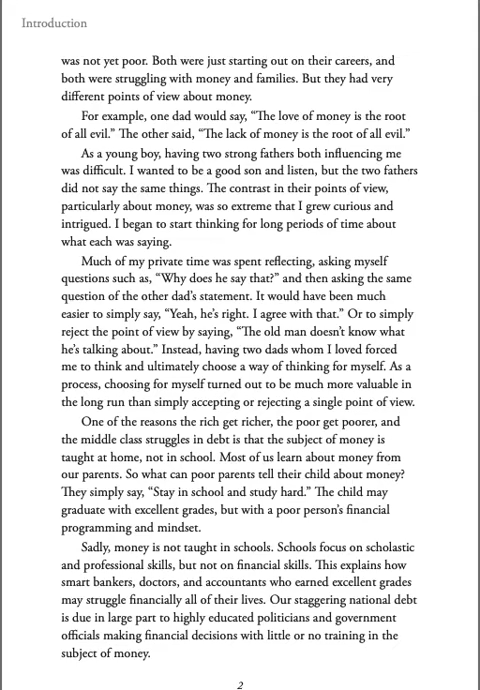 Introduction
was not yet poor. Both were just starting out on their careers, and
both were struggling with money and families. But they had very
different points of view about money.
For example, one dad would say, “The love of money is the root
of all evil.” The other said, “The lack of money is the root of all evil.”
As a young boy, having two strong fathers both influencing me
was difficult. I wanted to be a good son and listen, but the two fathers
did not say the same things. The contrast in their points of view,
particularly about money, was so extreme that I grew curious and
intrigued. I began to start thinking for long periods of time about
what each was saying.
Much of my private time was spent reflecting, asking myself
questions such as, “Why does he say that?” and then asking the same
question of the other dad’s statement. It would have been much
easier to simply say, “Yeah, he’s right. I agree with that.” Or to simply
reject the point of view by saying, “The old man doesn’t know what
he’s talking about.” Instead, having two dads whom I loved forced
me to think and ultimately choose a way of thinking for myself. As a
process, choosing for myself turned out to be much more valuable in
the long run than simply accepting or rejecting a single point of view.
One of the reasons the rich get richer, the poor get poorer, and
the middle class struggles in debt is that the subject of money is
taught at home, not in school. Most of us learn about money from
our parents. So what can poor parents tell their child about money?
They simply say, “Stay in school and study hard.” The child may
graduate with excellent grades, but with a poor person’s financial
programming and mindset.
Sadly, money is not taught in schools. Schools focus on scholastic
and professional skills, but not on financial skills. This explains how
smart bankers, doctors, and accountants who earned excellent grades
may struggle financially all of their lives. Our staggering national debt
is due in large part to highly educated politicians and government
officials making financial decisions with little or no training in the
subject of money.
2